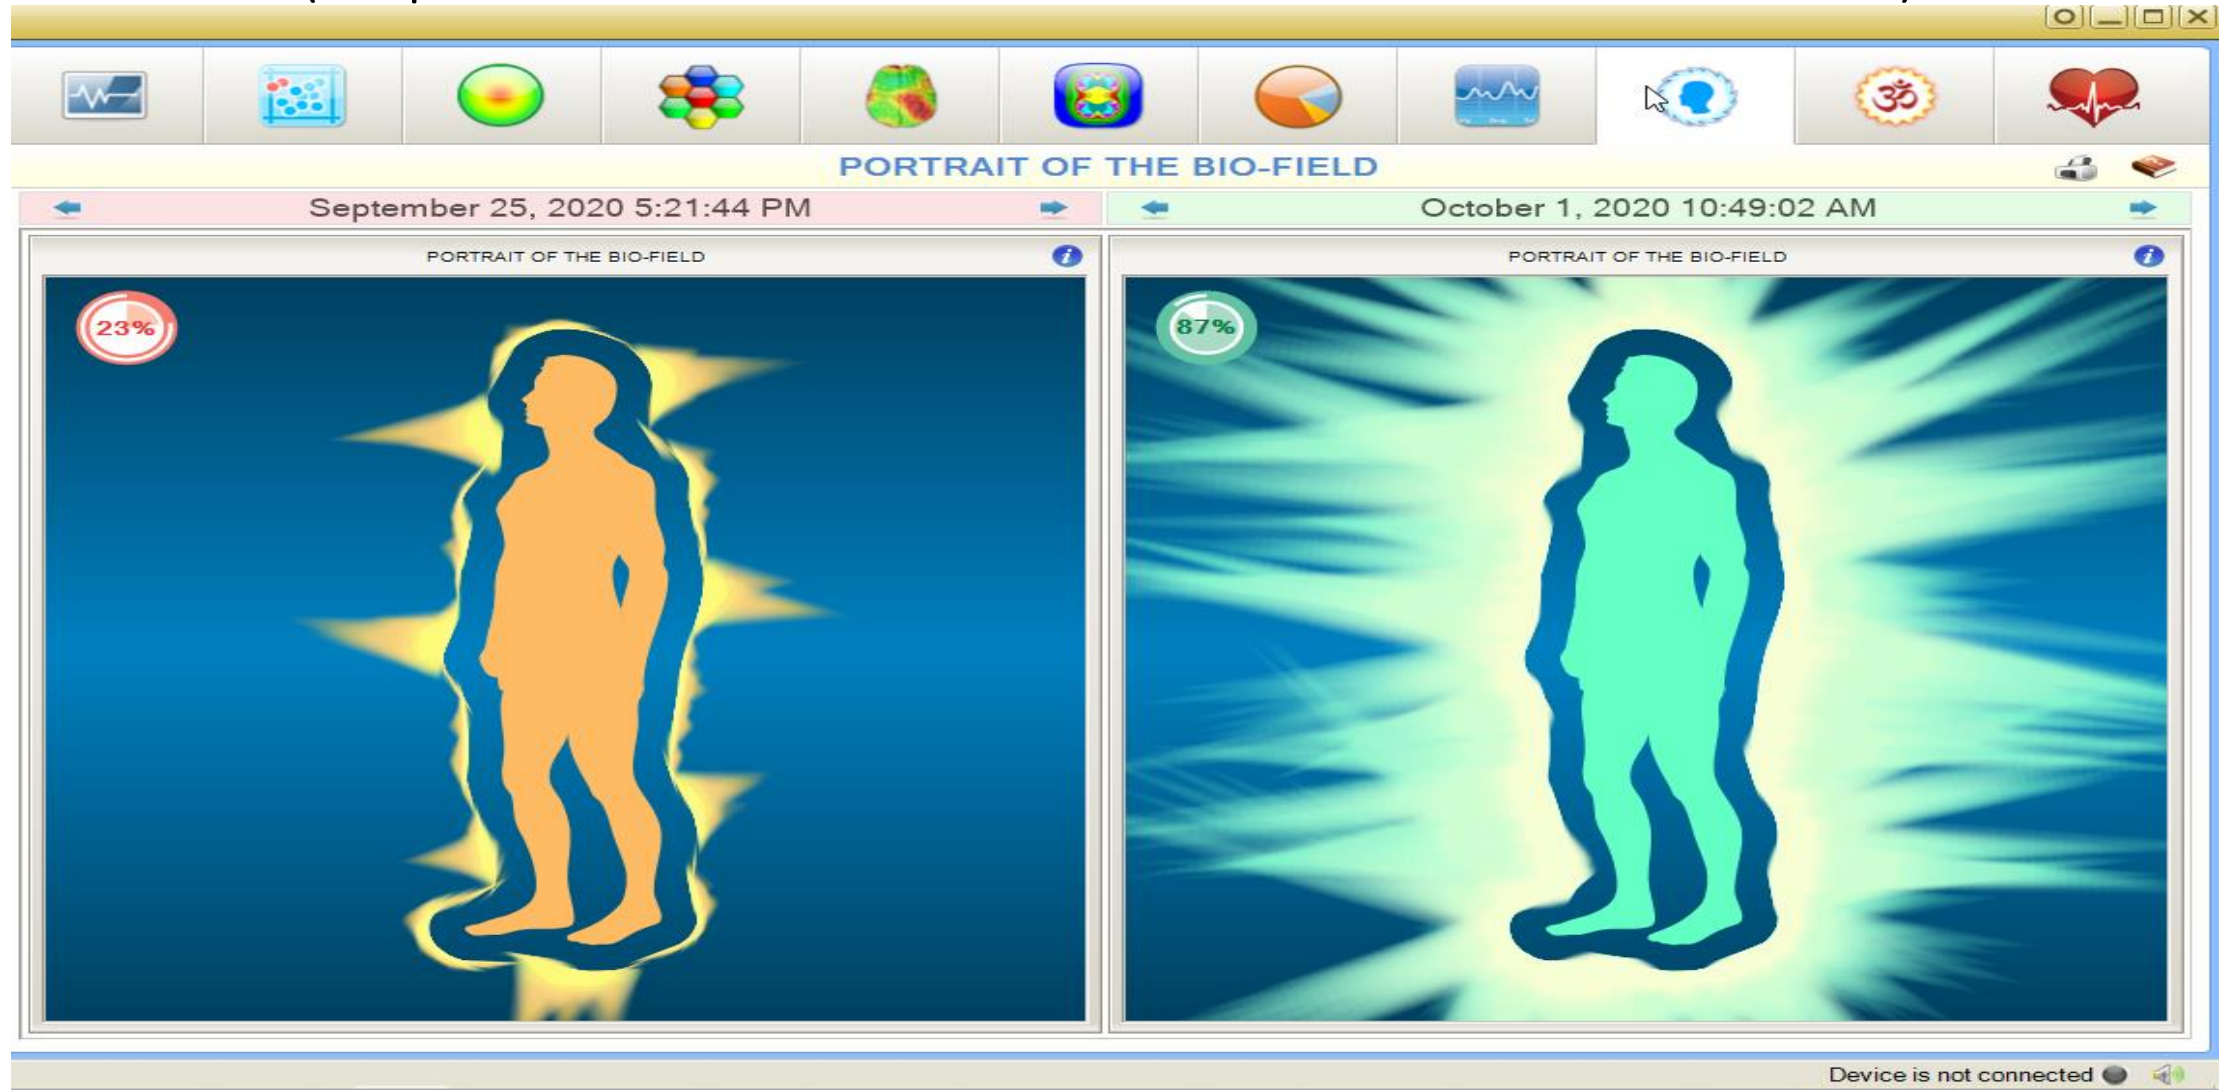 PORTRAIT OF THE BIO-FIELD
September 25, 2020 5:21:44 PM
October 1, 2020 10:49:02 AM
PORTRAIT OF THE BIO-FIELD
PORTRAIT OF THE BIO-FIELD
23%
87%
ॐ
Device is not connected